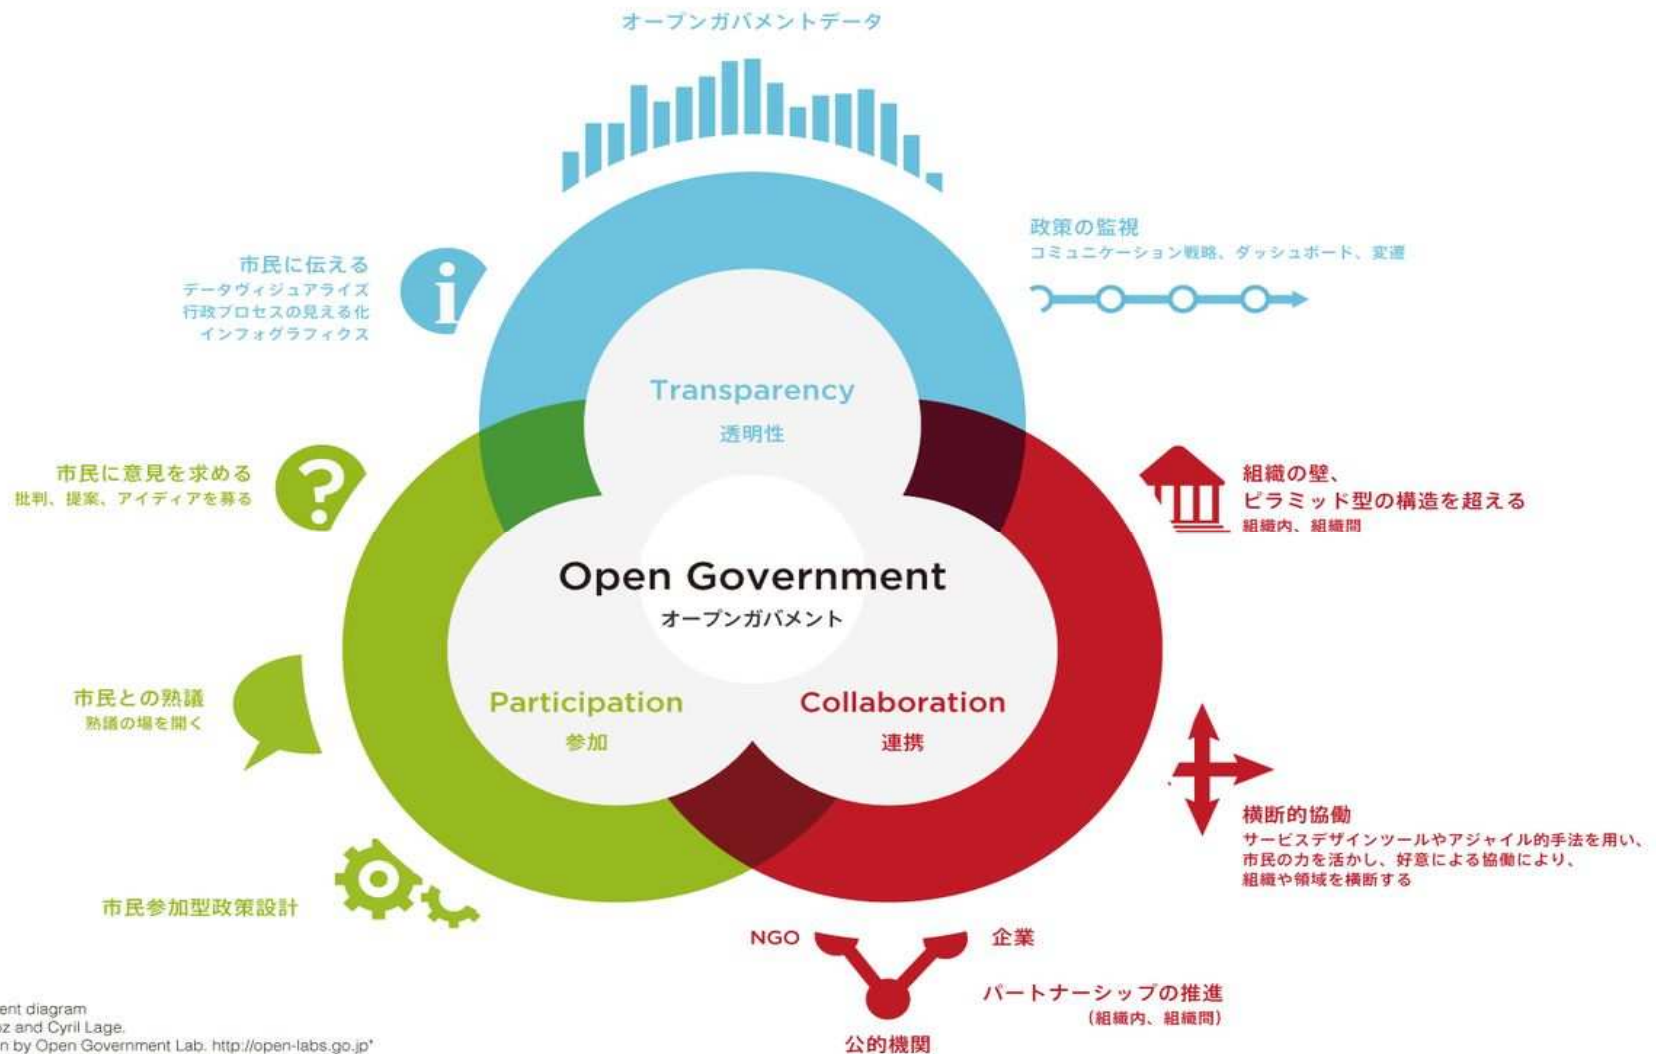 オープンガバメントデータ
政策の監視
コミュニケーション戦略、ダッシュボード、変遷
市民に伝える
データヴィジュアライズ
行政プロセスの見える化
インフォグラフィクス
Transparency
透明性
市民に意見を求める
批判、提案、アイディアを募る
組織の壁、
ピラミッド型の構造を超える
組織内、組織間
Open Government
オープンガバメント
市民との熟議
熟議の場を開く
Participation
参加
Collaboration
連携
横断的協働
サービスデザインツールやアジャイル的手法を用い、
市民の力を活かし、好意による協働により、
組織や領域を横断する
市民参加型政策設計
NGO
企業
パートナーシップの推進
(組織内、組織間)
公的機関
ent diagram
z and Cyril Lage.
n by Open Government Lab. http://open-labs.go.jp"